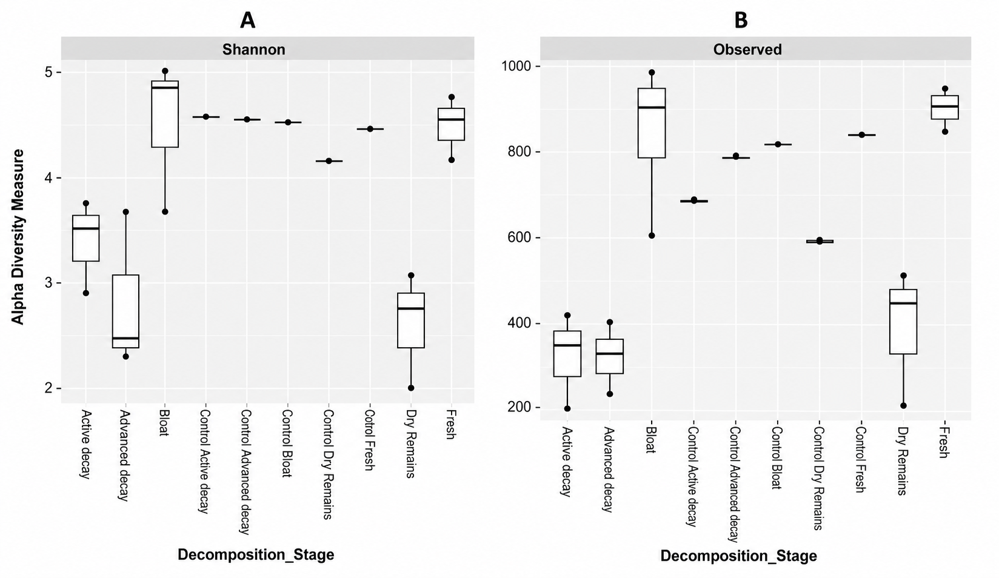 A
Shannon
5
4
3
2
Alpha Diversity Measure
Active decay
Advanced decay
Bloat
Control Active decay
Control Advanced decay
Control Bloat
Control Dry Remains
Cotrol Fresh
Dry Remains
Fresh
Decomposition_Stage
B
Observed
1000
800
600
400
200
Active decay
Advanced decay
Bloat
Control Active decay
Control Advanced decay
Control Bloat
Control Dry Remains
Control Fresh
Dry Remains
Fresh
Decomposition_Stage